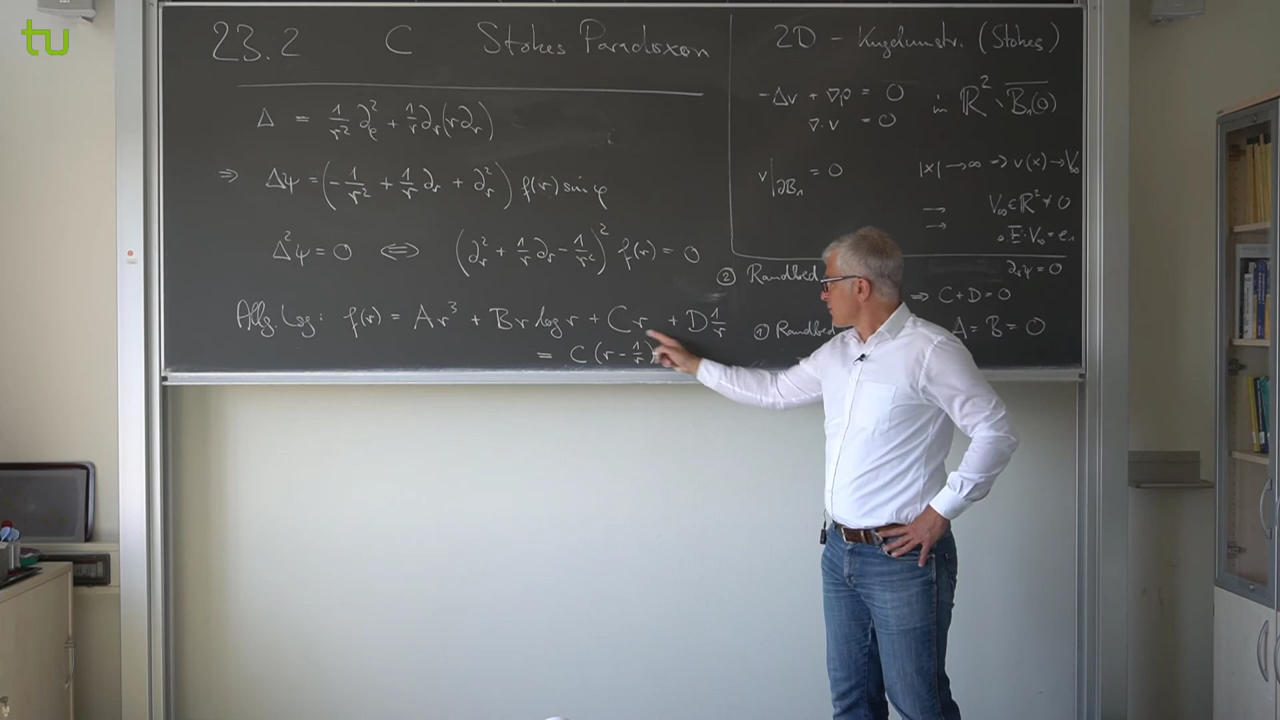 tu
23.2 C Stokes Paradoxon
Δ = 1/r² ∂φ² + 1/r ∂r (r∂r)
⇒ Δψ = (-1/r² + 1/r ∂r + ∂r²) f(r) sin φ
Δ²ψ = 0 ⇔ (∂r² + 1/r ∂r - 1/r²)² f(r) = 0
Allg. Lsg: f(r) = Ar³ + Br log r + Cr + D 1/r
= C (r - 1/r)
2D - Kugelumstr. (Stokes)
-Δv + ∇p = 0
∇·v = 0
in ℝ² \ B₁(0)
v|∂B₁ = 0
|x| → ∞ ⇒ v(x) → V∞
→ V∞ ∈ ℝ² ≠ 0
→ o.E: V∞ = e₁
② Randbed
∂rψ = 0
⇒ C + D = 0
① Randbed
A = B = 0